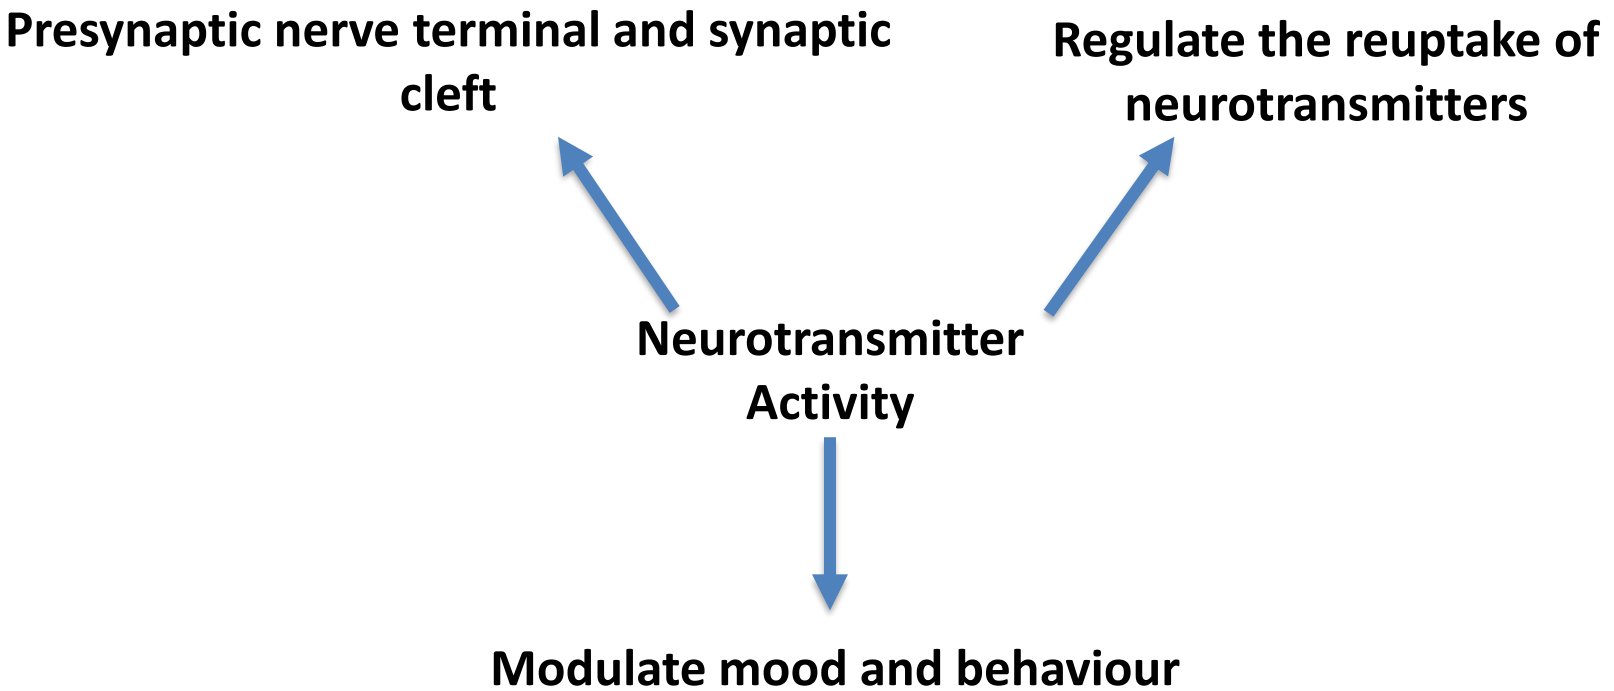 Presynaptic nerve terminal and synaptic
cleft
Regulate the reuptake of
neurotransmitters
Neurotransmitter
Activity
Modulate mood and behaviour